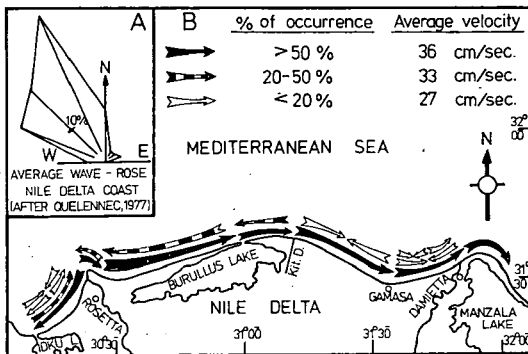 A
N
10%
W E
AVERAGE WAVE - ROSE
NILE DELTA COAST
(AFTER QUELENNEC, 1977)
B % of occurrence Average velocity
>50 % 36 cm/sec.
20-50 % 33 cm/sec.
<20 % 27 cm/sec.
32°
00
N
MEDITERRANEAN SEA
BURULLUS LAKE
Kit. D.
31°
30
GAMASA
DAMIETTA
ROSETTA
NILE DELTA
MANZALA
LAKE
IDKU L.
30°30 31°00 31°30 32°00